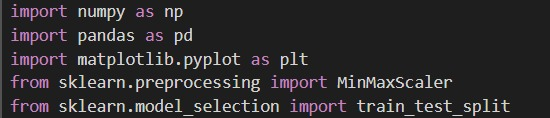 import numpy as np
import pandas as pd
import matplotlib.pyplot as plt
from sklearn.preprocessing import MinMaxScaler
from sklearn.model_selection import train_test_split